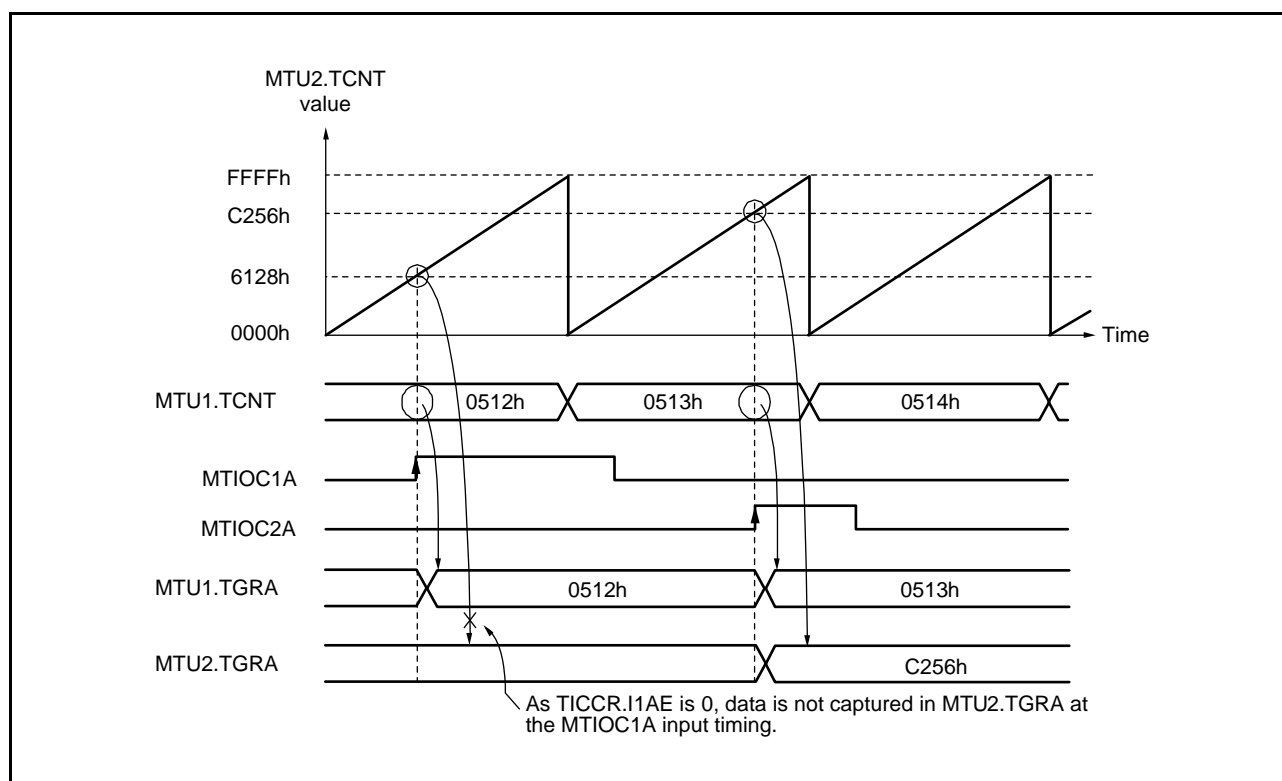 MTU2.TCNT
value
FFFFh
C256h
6128h
0000h
Time
MTU1.TCNT
0512h
0513h
0514h
MTIOC1A
MTIOC2A
MTU1.TGRA
0512h
0513h
MTU2.TGRA
C256h
As TICCR.I1AE is 0, data is not captured in MTU2.TGRA at
the MTIOC1A input timing.